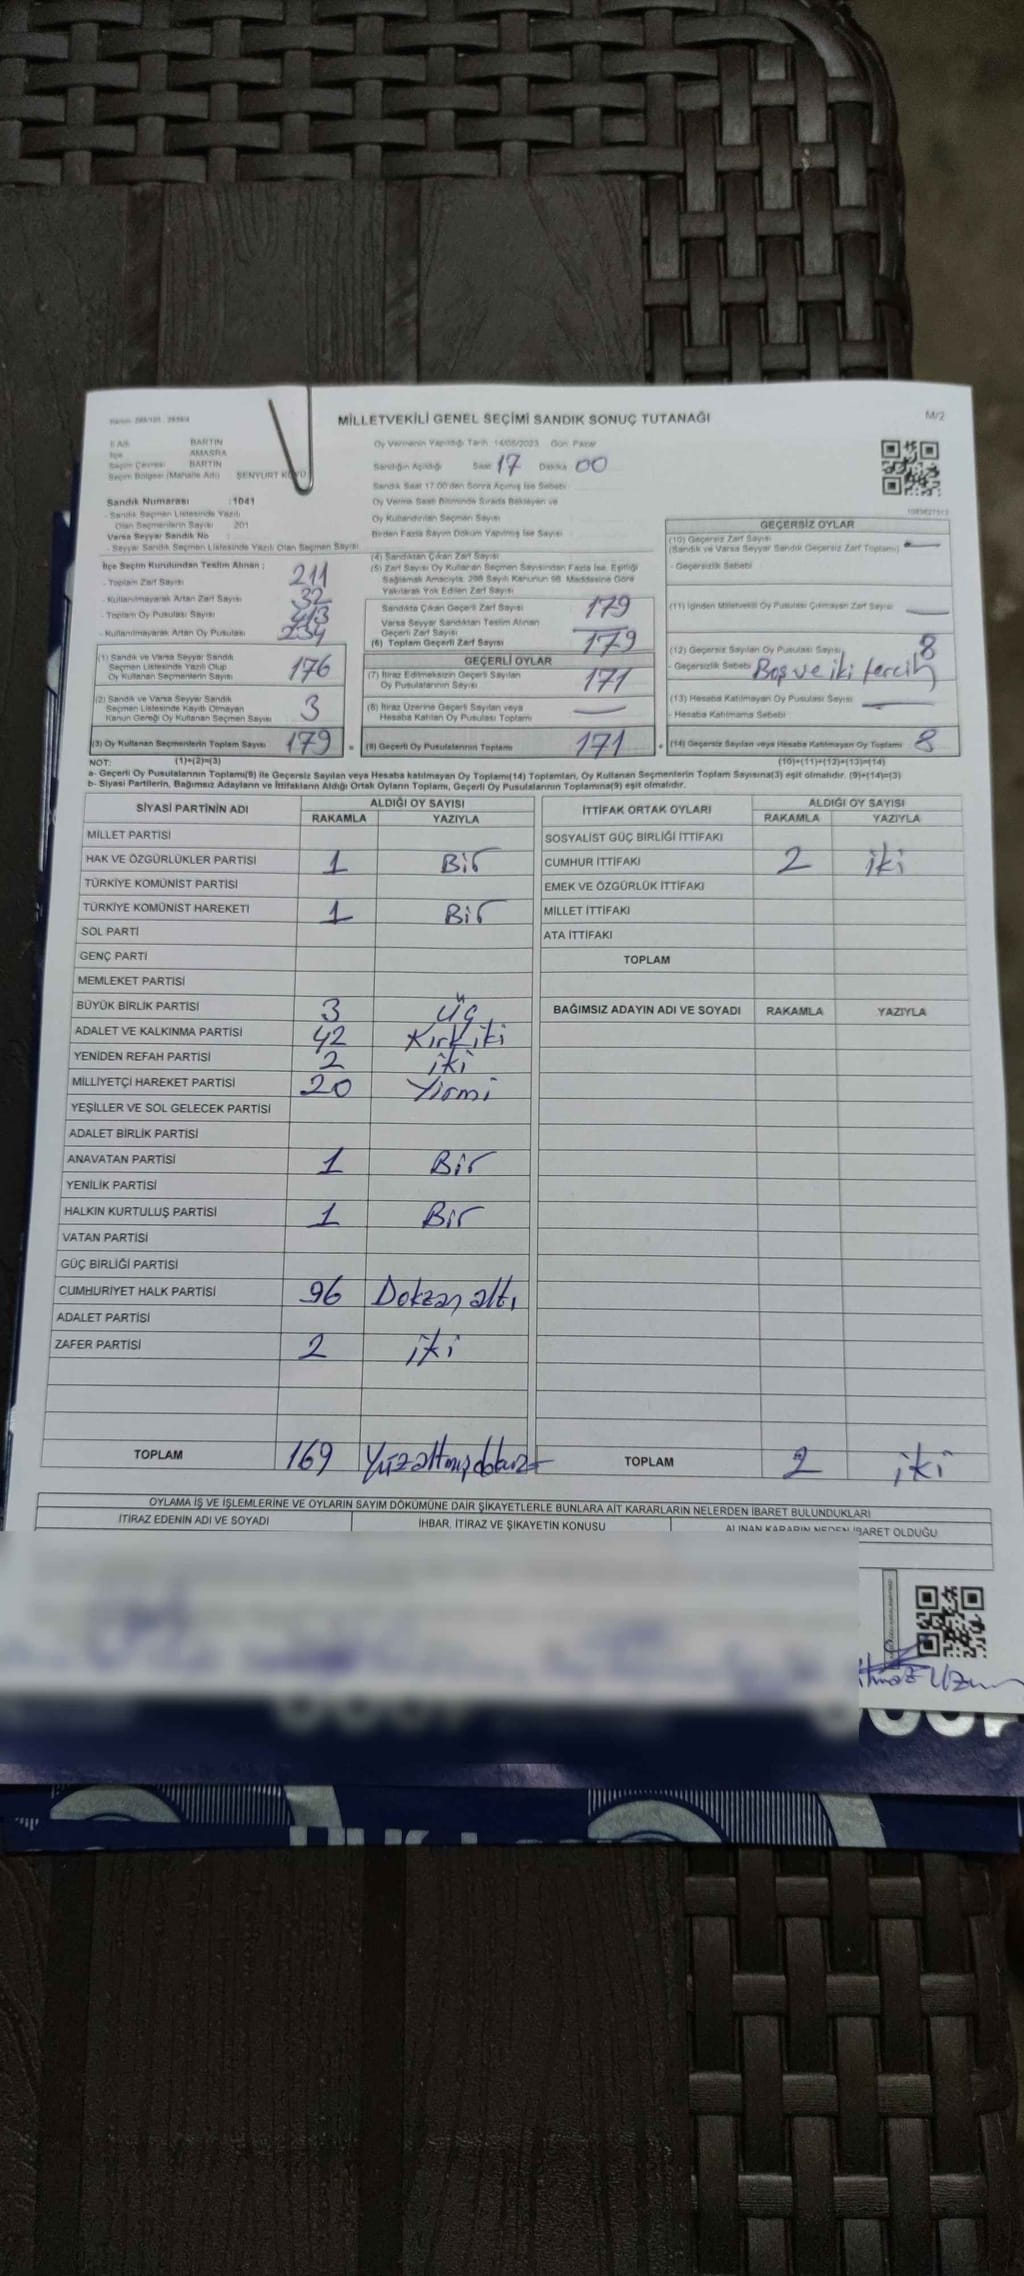 MİLLETVEKİLİ GENEL SEÇİMİ SANDIK SONUÇ TUTANAĞI
M/2
İl Adı BARTIN
İlçe AMASRA
Seçim Çevresi BARTIN
Seçim Bölgesi (Mahalle Adı) ŞENYURT KÖYÜ
Sandık Numarası : 1041
- Sandık Seçmen Listesinde Yazılı
Olan Seçmenlerin Sayısı 201
Varsa Seyyar Sandık No :
- Seyyar Sandık Seçmen Listesinde Yazılı Olan Seçmen Sayısı
İlçe Seçim Kurulundan Teslim Alınan ;
- Toplam Zarf Sayısı 211
- Kullanılmayarak Artan Zarf Sayısı 32
- Toplam Oy Pusulası Sayısı 413
- Kullanılmayarak Artan Oy Pusulası 234
(1) Sandık ve Varsa Seyyar Sandık
Seçmen Listesinde Yazılı Olup
Oy Kullanan Seçmenlerin Sayısı 176
(2) Sandık ve Varsa Seyyar Sandık
Seçmen Listesinde Kayıtlı Olmayan
Kanun Gereği Oy Kullanan Seçmen Sayısı 3
(3) Oy Kullanan Seçmenlerin Toplam Sayısı 179
Oy Vermenin Yapıldığı Tarih 14/05/2023 Gün: Pazar
Sandığın Açıldığı Saat 17 Dakika 00
Sandık Saat 17.00'den Sonra Açılmış İse Sebebi
Oy Verme Saati Bitiminde Sırada Bekleyen ve
Oy Kullandırılan Seçmen Sayısı
Birden Fazla Sayım Döküm Yapılmış İse Sayısı
(4) Sandıktan Çıkan Zarf Sayısı
(5) Zarf Sayısı Oy Kullanan Seçmen Sayısından Fazla İse, Eşitliği
Sağlamak Amacıyla, 298 Sayılı Kanunun 98. Maddesine Göre
Yakılarak Yok Edilen Zarf Sayısı
Sandıkta Çıkan Geçerli Zarf Sayısı 179
Varsa Seyyar Sandıktan Teslim Alınan
Geçerli Zarf Sayısı
(6) Toplam Geçerli Zarf Sayısı 179
GEÇERLİ OYLAR
(7) İtiraz Edilmeksizin Geçerli Sayılan
Oy Pusulalarının Sayısı 171
(8) İtiraz Üzerine Geçerli Sayılan veya
Hesaba Katılan Oy Pusulası Toplamı
(9) Geçerli Oy Pusulalarının Toplamı 171
GEÇERSİZ OYLAR
(10) Geçersiz Zarf Sayısı
(Sandık ve Varsa Seyyar Sandık Geçersiz Zarf Toplamı)
- Geçersizlik Sebebi
(11) İçinden Milletvekili Oy Pusulası Çıkmayan Zarf Sayısı
(12) Geçersiz Sayılan Oy Pusulası Sayısı 8
- Geçersizlik Sebebi Boş ve iki tercih
(13) Hesaba Katılmayan Oy Pusulası Sayısı
- Hesaba Katılmama Sebebi
(14) Geçersiz Sayılan veya Hesaba Katılmayan Oy Toplamı 8
NOT: (1)+(2)=(3) (10)+(11)+(12)+(13)=(14)
a- Geçerli Oy Pusulalarının Toplamı(9) ile Geçersiz Sayılan veya Hesaba katılmayan Oy Toplamı(14) Toplamları, Oy Kullanan Seçmenlerin Toplam Sayısına(3) eşit olmalıdır. (9)+(14)=(3)
b- Siyasi Partilerin, Bağımsız Adayların ve İttifakların Aldığı Ortak Oyların Toplamı, Geçerli Oy Pusulalarının Toplamına(9) eşit olmalıdır.
SİYASİ PARTİNİN ADI ALDIĞI OY SAYISI
RAKAMLA YAZIYLA
MİLLET PARTİSİ
HAK VE ÖZGÜRLÜKLER PARTİSİ 1 Bir
TÜRKİYE KOMÜNİST PARTİSİ
TÜRKİYE KOMÜNİST HAREKETİ 1 Bir
SOL PARTİ
GENÇ PARTİ
MEMLEKET PARTİSİ
BÜYÜK BİRLİK PARTİSİ 3 üç
ADALET VE KALKINMA PARTİSİ 42 Kırkiki
YENİDEN REFAH PARTİSİ 2 iki
MİLLİYETÇİ HAREKET PARTİSİ 20 Yirmi
YEŞİLLER VE SOL GELECEK PARTİSİ
ADALET BİRLİK PARTİSİ
ANAVATAN PARTİSİ 1 Bir
YENİLİK PARTİSİ
HALKIN KURTULUŞ PARTİSİ 1 Bir
VATAN PARTİSİ
GÜÇ BİRLİĞİ PARTİSİ
CUMHURİYET HALK PARTİSİ 96 Doksan altı
ADALET PARTİSİ
ZAFER PARTİSİ 2 iki
TOPLAM 169
İTTİFAK ORTAK OYLARI ALDIĞI OY SAYISI
RAKAMLA YAZIYLA
SOSYALİST GÜÇ BİRLİĞİ İTTİFAKI
CUMHUR İTTİFAKI 2 iki
EMEK VE ÖZGÜRLÜK İTTİFAKI
MİLLET İTTİFAKI
ATA İTTİFAKI
TOPLAM
BAĞIMSIZ ADAYIN ADI VE SOYADI RAKAMLA YAZIYLA
TOPLAM 2 iki
OYLAMA İŞ VE İŞLEMLERİNE VE OYLARIN SAYIM DÖKÜMÜNE DAİR ŞİKAYETLERLE BUNLARA AİT KARARLARIN NELERDEN İBARET BULUNDUKLARI
İTİRAZ EDENİN ADI VE SOYADI İHBAR, İTİRAZ VE ŞİKAYETİN KONUSU ALINAN KARARIN NEDEN İBARET OLDUĞU